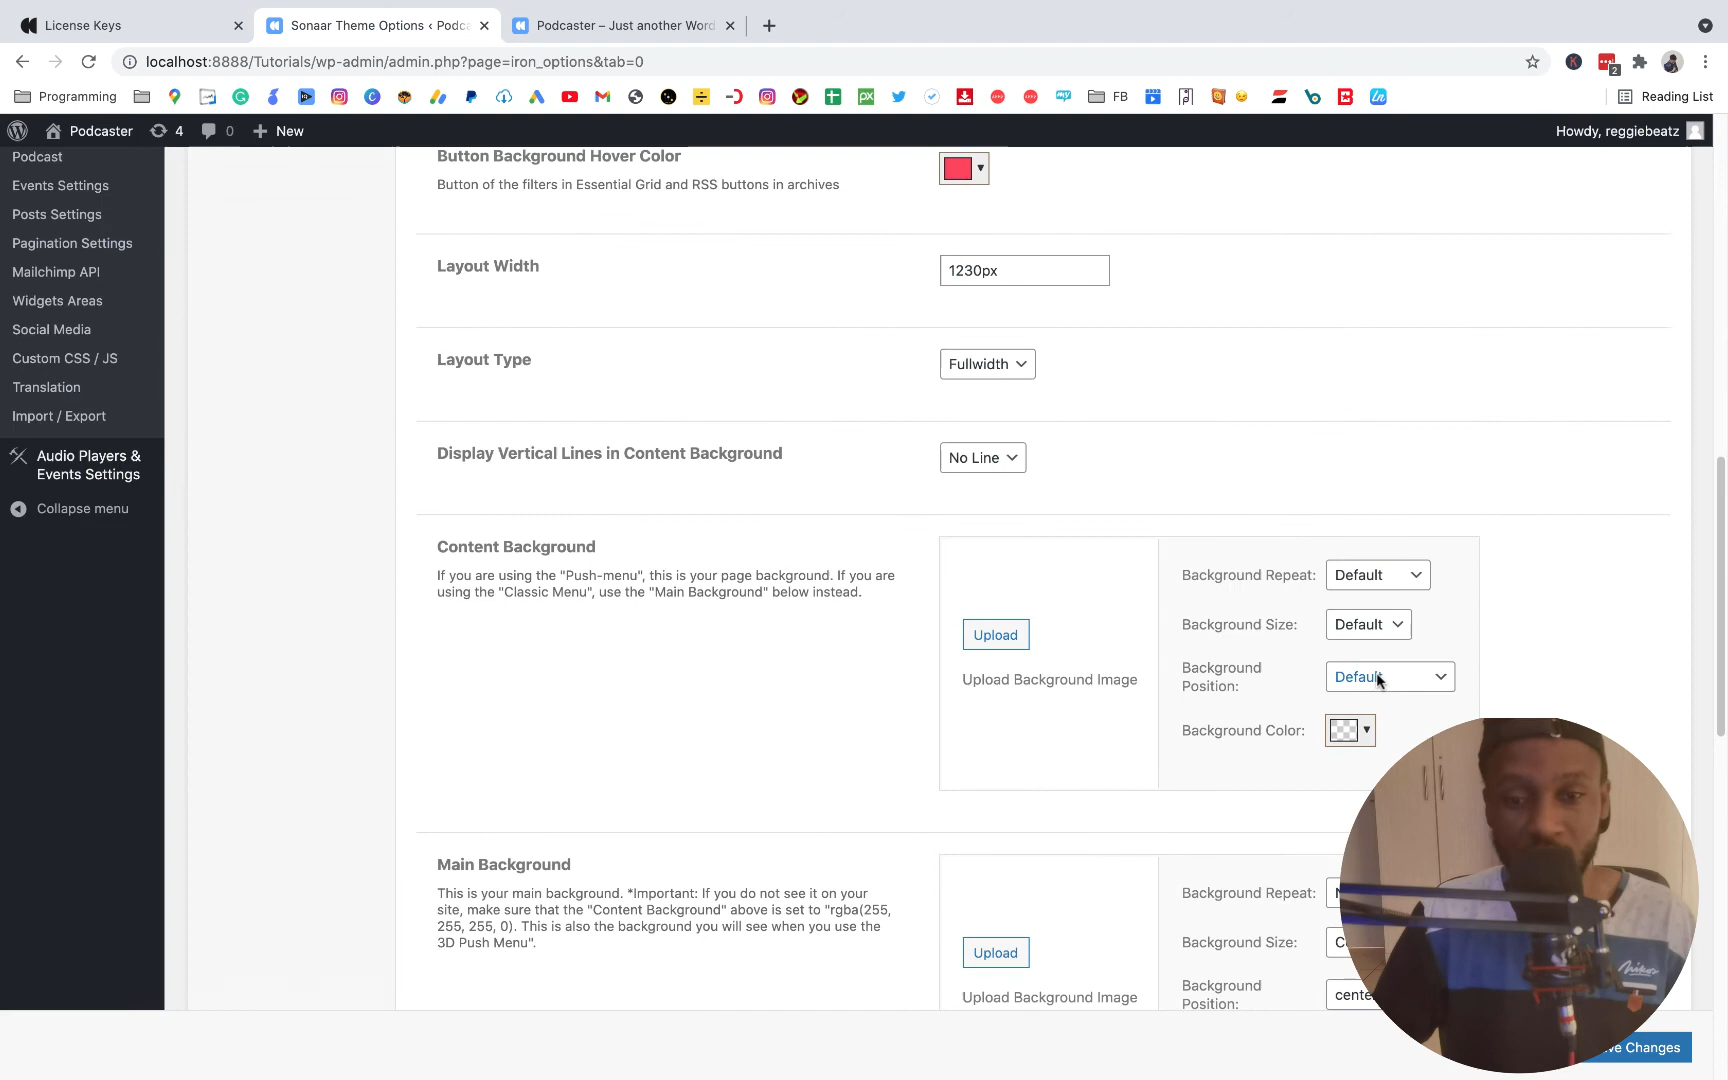 License Keys
Sonaar Theme Options ‹ Podca
Podcaster – Just another Word
localhost:8888/Tutorials/wp-admin/admin.php?page=iron_options&tab=0
2
Programming
FB
Reading List
Podcaster
4
0
New
Howdy, reggiebeatz
Podcast
Events Settings
Posts Settings
Pagination Settings
Mailchimp API
Widgets Areas
Social Media
Custom CSS / JS
Translation
Import / Export
Audio Players &
Events Settings
Collapse menu
Button Background Hover Color
Button of the filters in Essential Grid and RSS buttons in archives
Layout Width
1230px
Layout Type
Fullwidth
Display Vertical Lines in Content Background
No Line
Content Background
If you are using the "Push-menu", this is your page background. If you are
using the "Classic Menu", use the "Main Background" below instead.
Upload
Upload Background Image
Background Repeat:
Default
Background Size:
Default
Background
Position:
Default
Background Color:
Main Background
This is your main background. *Important: If you do not see it on your
site, make sure that the "Content Background" above is set to "rgba(255,
255, 255, 0). This is also the background you will see when you use the
3D Push Menu".
Upload
Upload Background Image
Background Repeat:
Background Size:
Background
Position:
cente
Changes